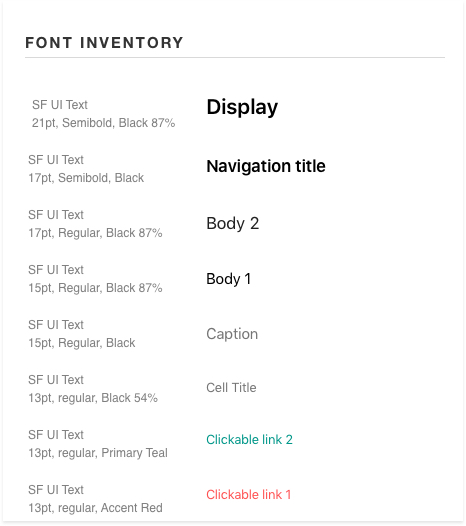 FONT INVENTORY
SF UI Text
21pt, Semibold, Black 87%
Display
SF UI Text
17pt, Semibold, Black
Navigation title
SF UI Text
17pt, Regular, Black 87%
Body 2
SF UI Text
15pt, Regular, Black 87%
Body 1
SF UI Text
15pt, Regular, Black
Caption
SF UI Text
13pt, regular, Black 54%
Cell Title
SF UI Text
13pt, regular, Primary Teal
Clickable link 2
SF UI Text
13pt, regular, Accent Red
Clickable link 1